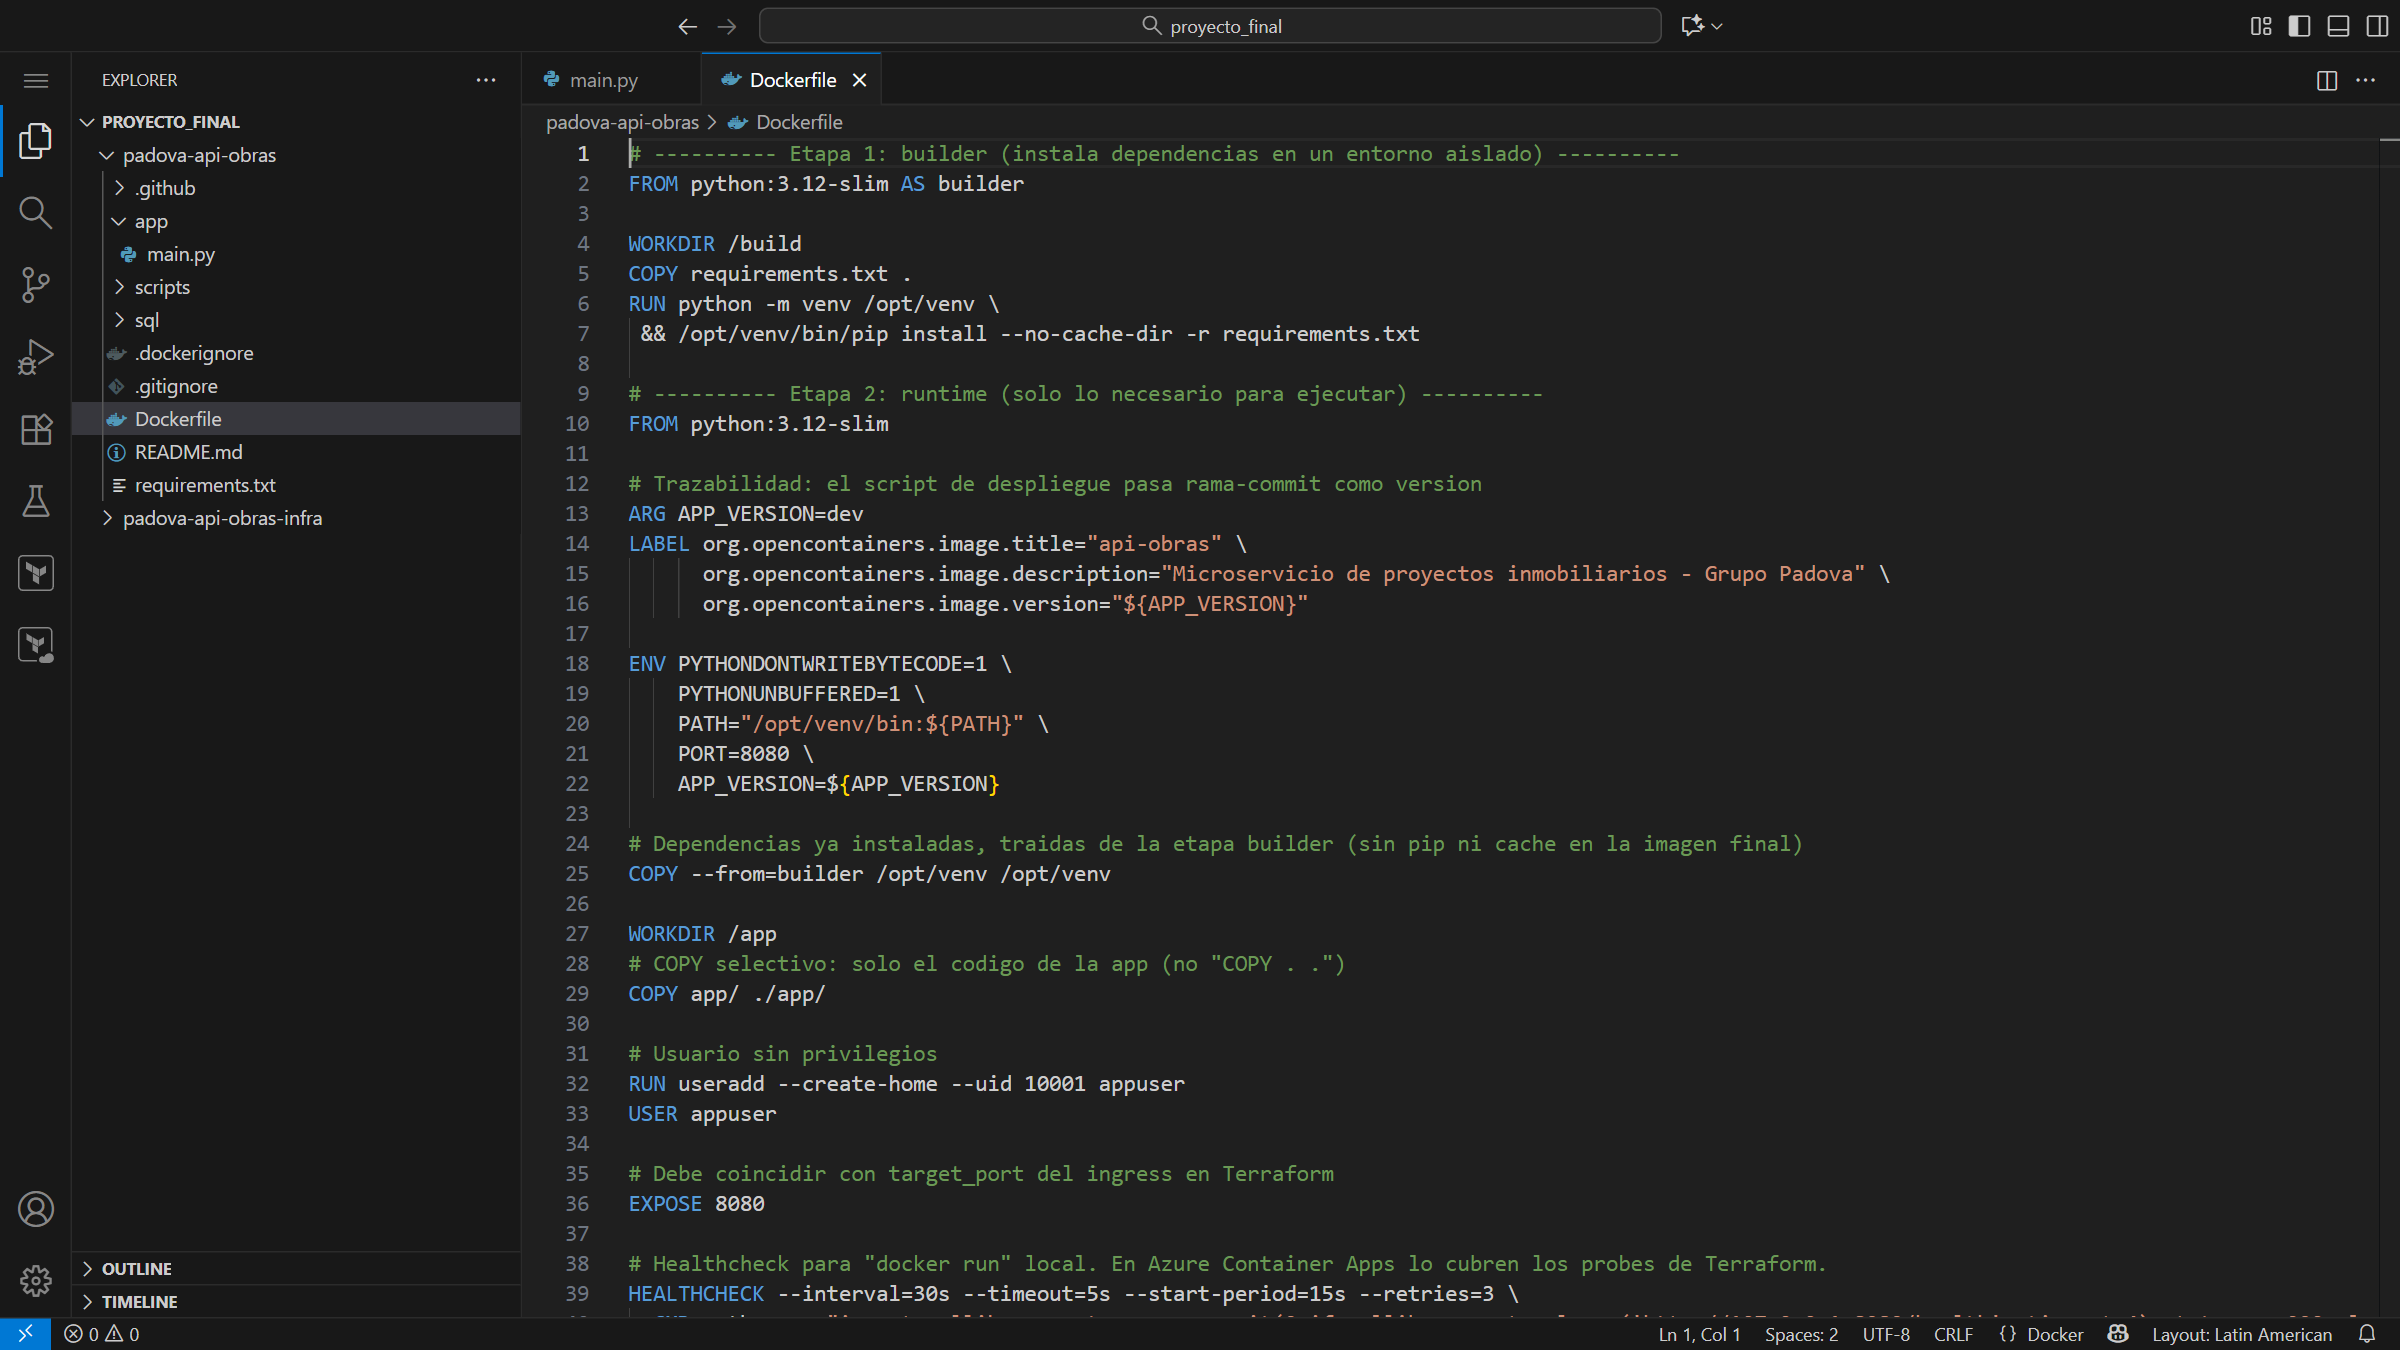 proyecto_final
EXPLORER
PROYECTO_FINAL
padova-api-obras
.github
app
main.py
scripts
sql
.dockerignore
.gitignore
Dockerfile
README.md
requirements.txt
padova-api-obras-infra
OUTLINE
TIMELINE
main.py
Dockerfile
padova-api-obras > Dockerfile
1 # ---------- Etapa 1: builder (instala dependencias en un entorno aislado) ----------
2 FROM python:3.12-slim AS builder
3
4 WORKDIR /build
5 COPY requirements.txt .
6 RUN python -m venv /opt/venv \
7  && /opt/venv/bin/pip install --no-cache-dir -r requirements.txt
8
9 # ---------- Etapa 2: runtime (solo lo necesario para ejecutar) ----------
10 FROM python:3.12-slim
11
12 # Trazabilidad: el script de despliegue pasa rama-commit como version
13 ARG APP_VERSION=dev
14 LABEL org.opencontainers.image.title="api-obras" \
15       org.opencontainers.image.description="Microservicio de proyectos inmobiliarios - Grupo Padova" \
16       org.opencontainers.image.version="${APP_VERSION}"
17
18 ENV PYTHONDONTWRITEBYTECODE=1 \
19     PYTHONUNBUFFERED=1 \
20     PATH="/opt/venv/bin:${PATH}" \
21     PORT=8080 \
22     APP_VERSION=${APP_VERSION}
23
24 # Dependencias ya instaladas, traidas de la etapa builder (sin pip ni cache en la imagen final)
25 COPY --from=builder /opt/venv /opt/venv
26
27 WORKDIR /app
28 # COPY selectivo: solo el codigo de la app (no "COPY . .")
29 COPY app/ ./app/
30
31 # Usuario sin privilegios
32 RUN useradd --create-home --uid 10001 appuser
33 USER appuser
34
35 # Debe coincidir con target_port del ingress en Terraform
36 EXPOSE 8080
37
38 # Healthcheck para "docker run" local. En Azure Container Apps lo cubren los probes de Terraform.
39 HEALTHCHECK --interval=30s --timeout=5s --start-period=15s --retries=3 \
0 0
Ln 1, Col 1 Spaces: 2 UTF-8 CRLF {} Docker Layout: Latin American